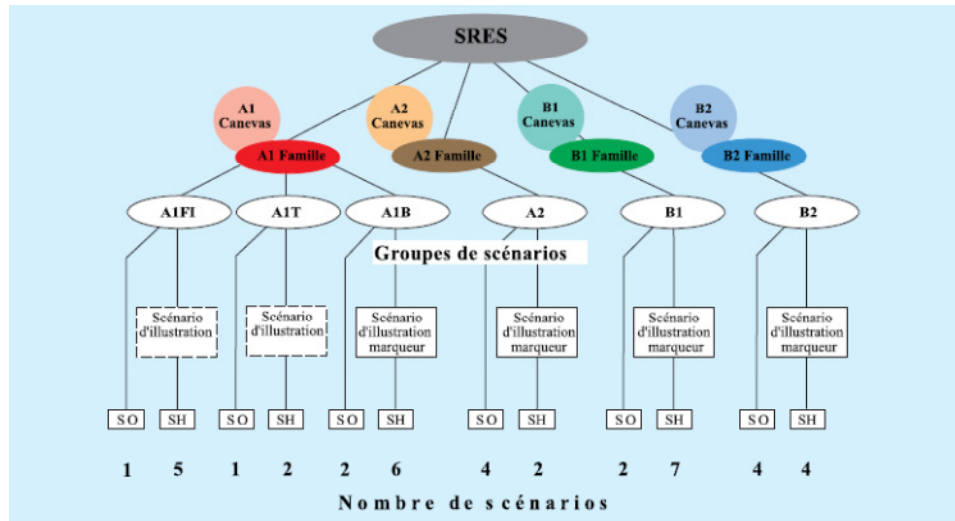 SRES
A1
Canevas
A2
Canevas
B1
Canevas
B2
Canevas
A1 Famille
A2 Famille
B1 Famille
B2 Famille
A1FI
A1T
A1B
A2
B1
B2
Groupes de scénarios
Scénario
d'illustration
Scénario
d'illustration
Scénario
d'illustration
marqueur
Scénario
d'illustration
marqueur
Scénario
d'illustration
marqueur
Scénario
d'illustration
marqueur
SO SH SO SH SO SH SO SH SO SH SO SH
1 5 1 2 2 6 4 2 2 7 4 4
Nombre de scénarios